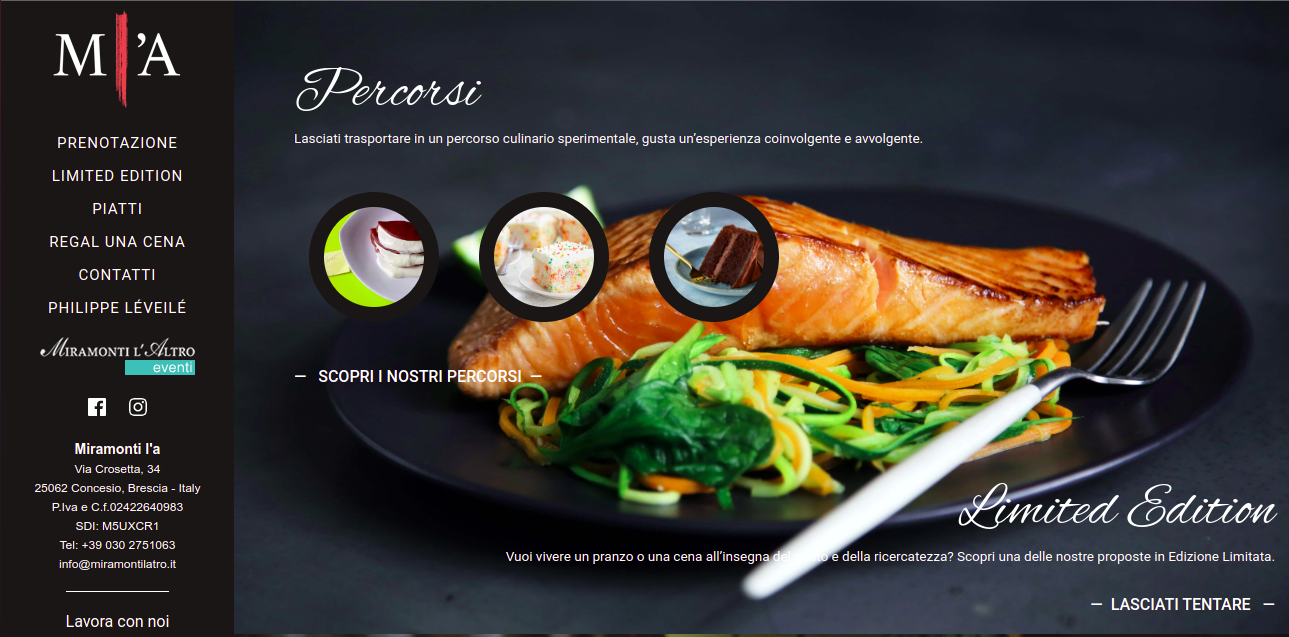 M 'A
PRENOTAZIONE
LIMITED EDITION
PIATTI
REGAL UNA CENA
CONTATTI
PHILIPPE LÉVEILÉ
MIRAMONTI L'ALTRO
eventi
Miramonti l'a
Via Crosetta, 34
25062 Concesio, Brescia - Italy
P.Iva e C.f.02422640983
SDI: M5UXCR1
Tel: +39 030 2751063
info@miramontilatro.it
Lavora con noi
Percorsi
Lasciati trasportare in un percorso culinario sperimentale, gusta un'esperienza coinvolgente e avvolgente.
— SCOPRI I NOSTRI PERCORSI —
Limited Edition
Vuoi vivere un pranzo o una cena all'insegna del e della ricercatezza? Scopri una delle nostre proposte in Edizione Limitata.
— LASCIATI TENTARE —